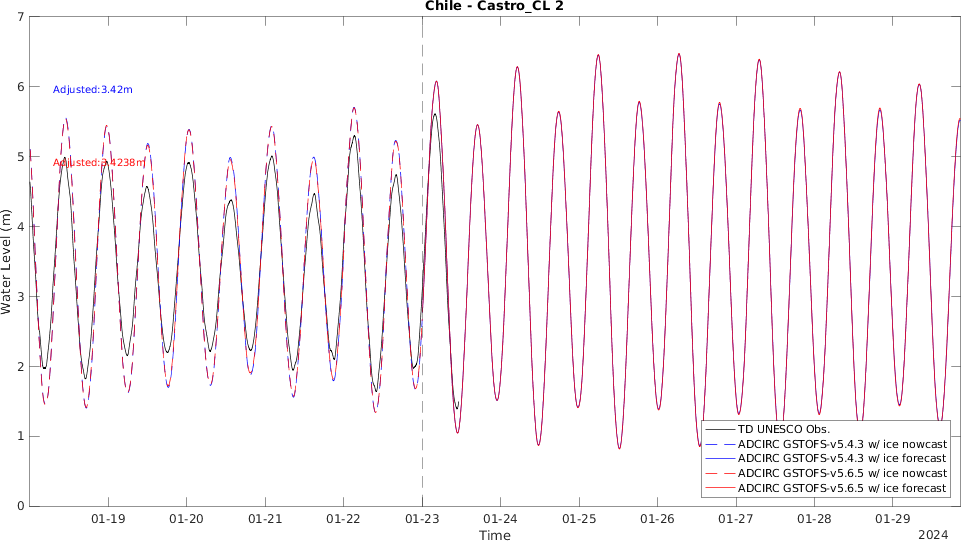 Chile - Castro_CL 2
7
6
5
4
3
2
1
0
Water Level (m)
Adjusted:3.42m
Adjusted:3.4238m
TD UNESCO Obs.
ADCIRC GSTOFS-v5.4.3 w/ ice nowcast
ADCIRC GSTOFS-v5.4.3 w/ ice forecast
ADCIRC GSTOFS-v5.6.5 w/ ice nowcast
ADCIRC GSTOFS-v5.6.5 w/ ice forecast
01-19 01-20 01-21 01-22 01-23 01-24 01-25 01-26 01-27 01-28 01-29
Time
2024